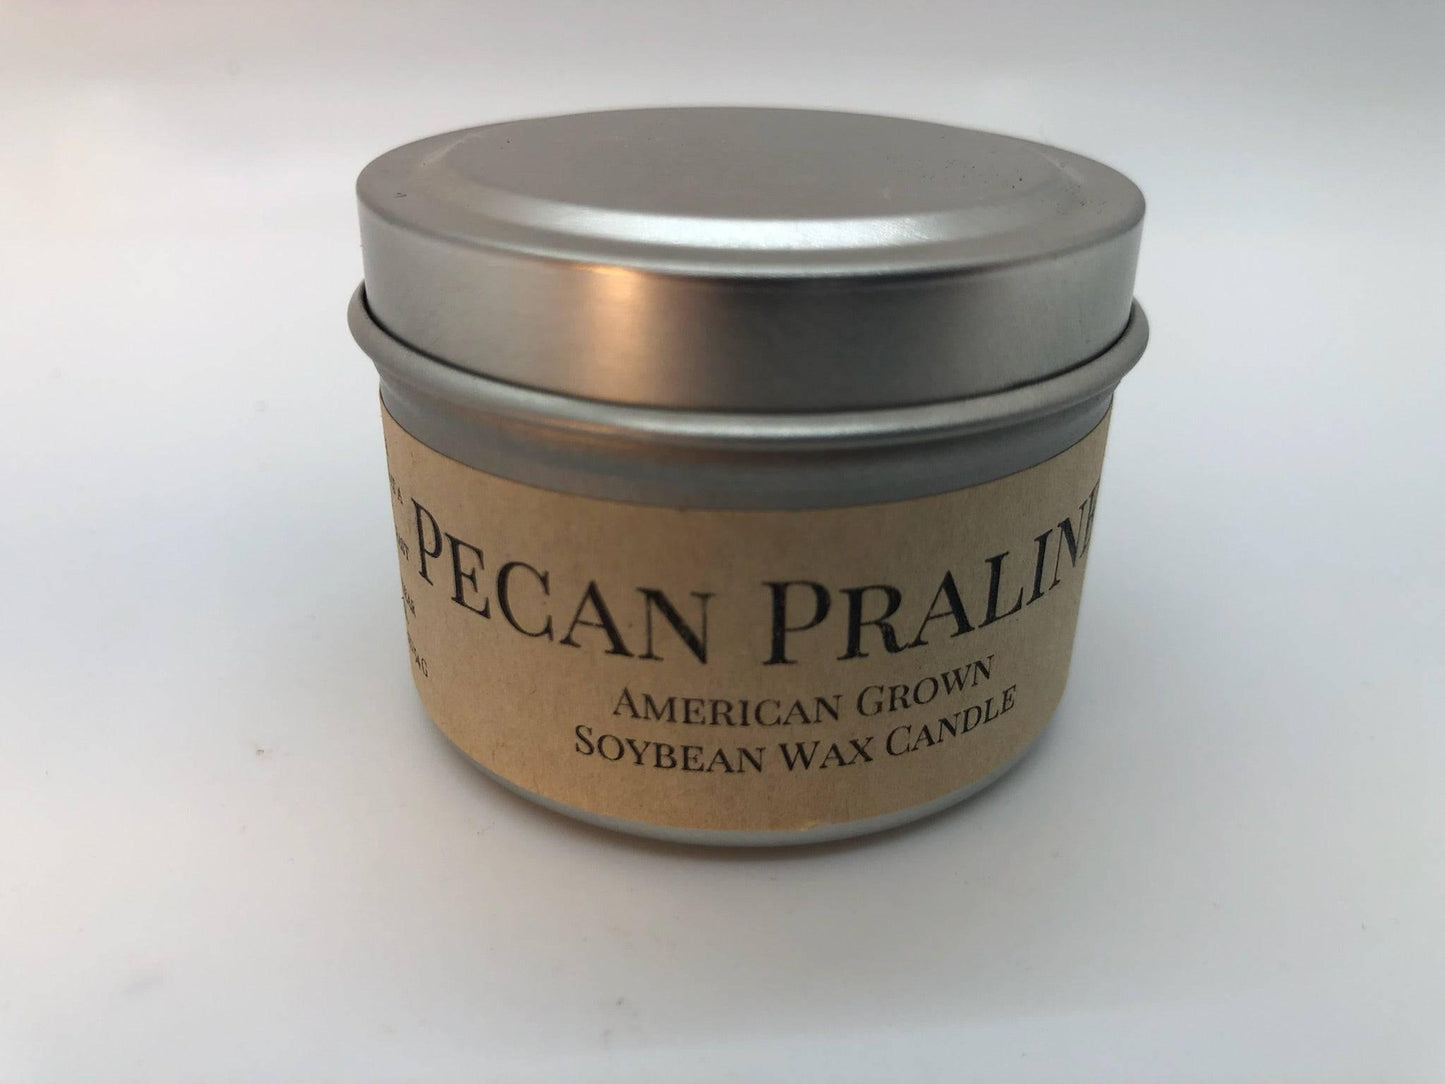 PECAN PRALINE
AMERICAN GROWN
SOYBEAN WAX CANDLE